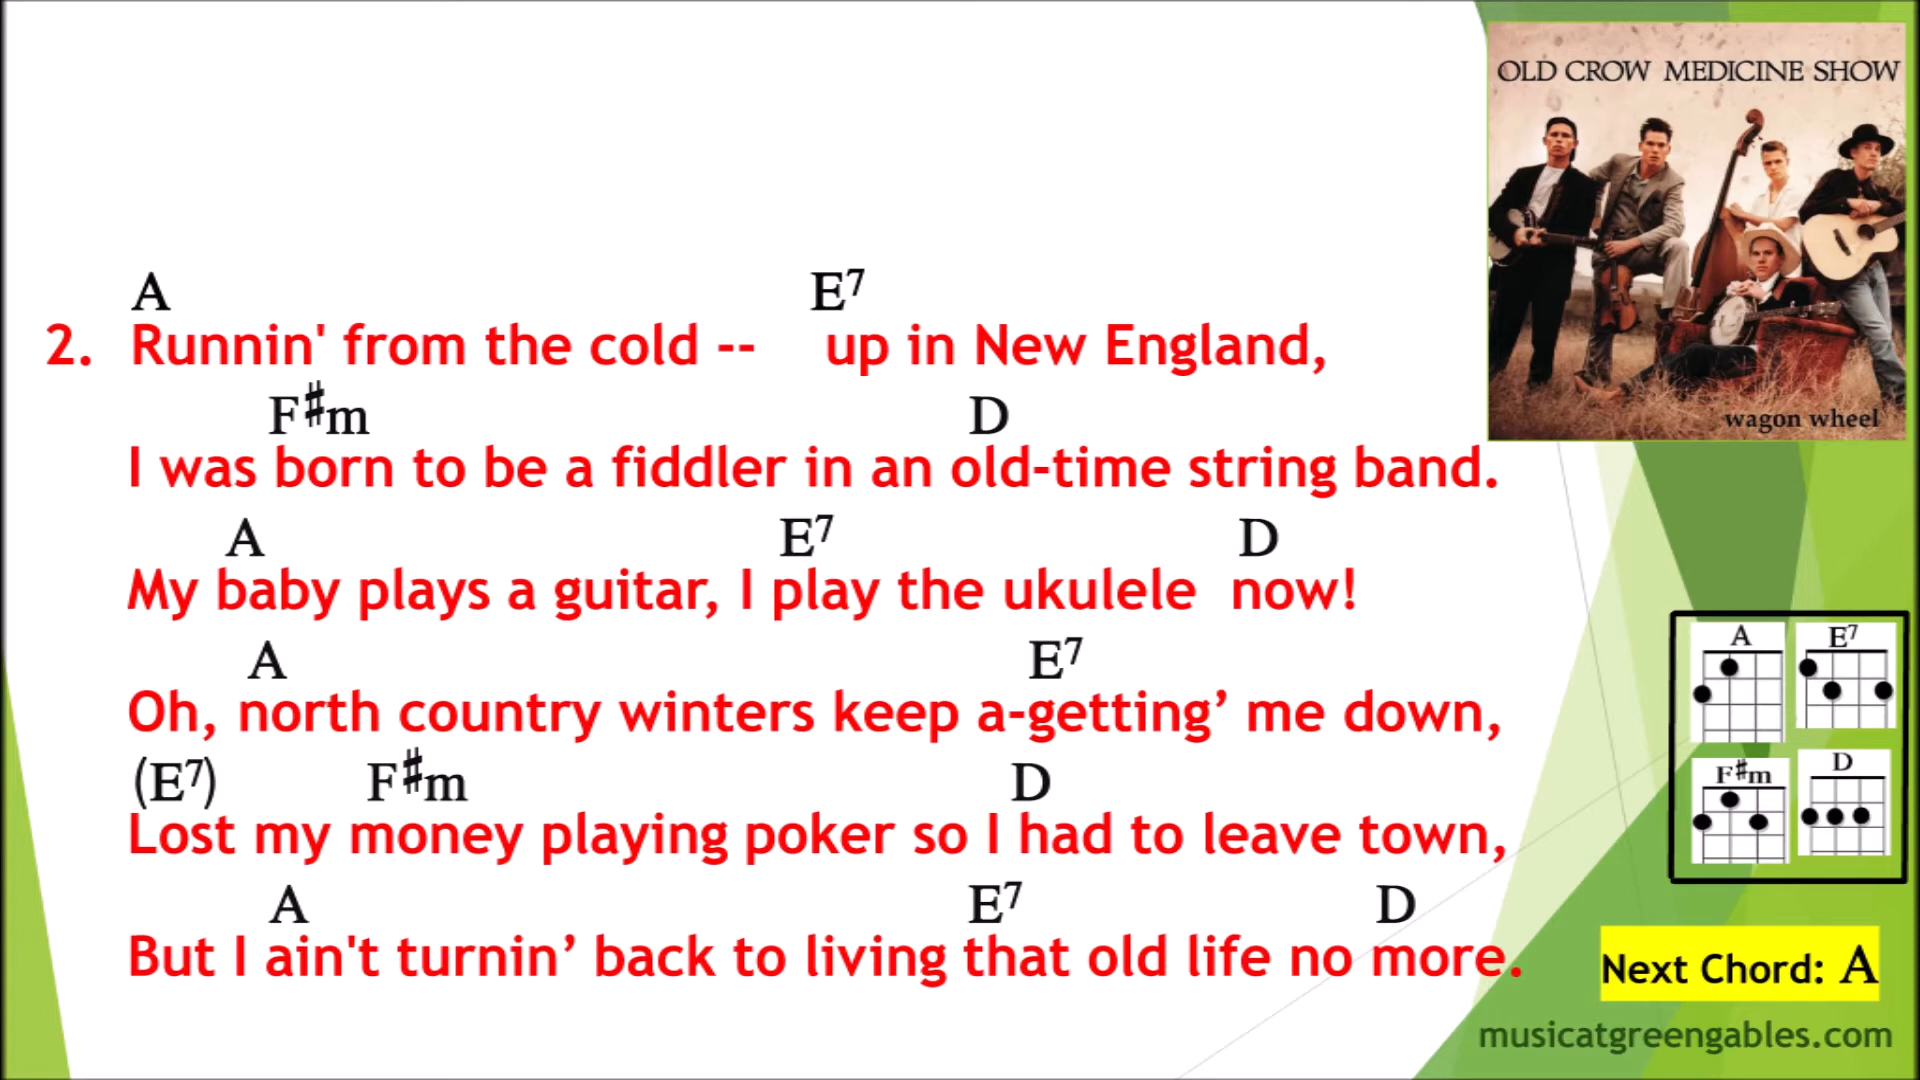 OLD CROW MEDICINE SHOW
wagon wheel
A E7
2. Runnin' from the cold -- up in New England,
F♯m D
I was born to be a fiddler in an old-time string band.
A E7 D
My baby plays a guitar, I play the ukulele now!
A E7
Oh, north country winters keep a-getting’ me down,
(E7) F♯m D
Lost my money playing poker so I had to leave town,
A E7 D
But I ain't turnin’ back to living that old life no more.
A E7
F♯m D
Next Chord: A
musicatgreengables.com